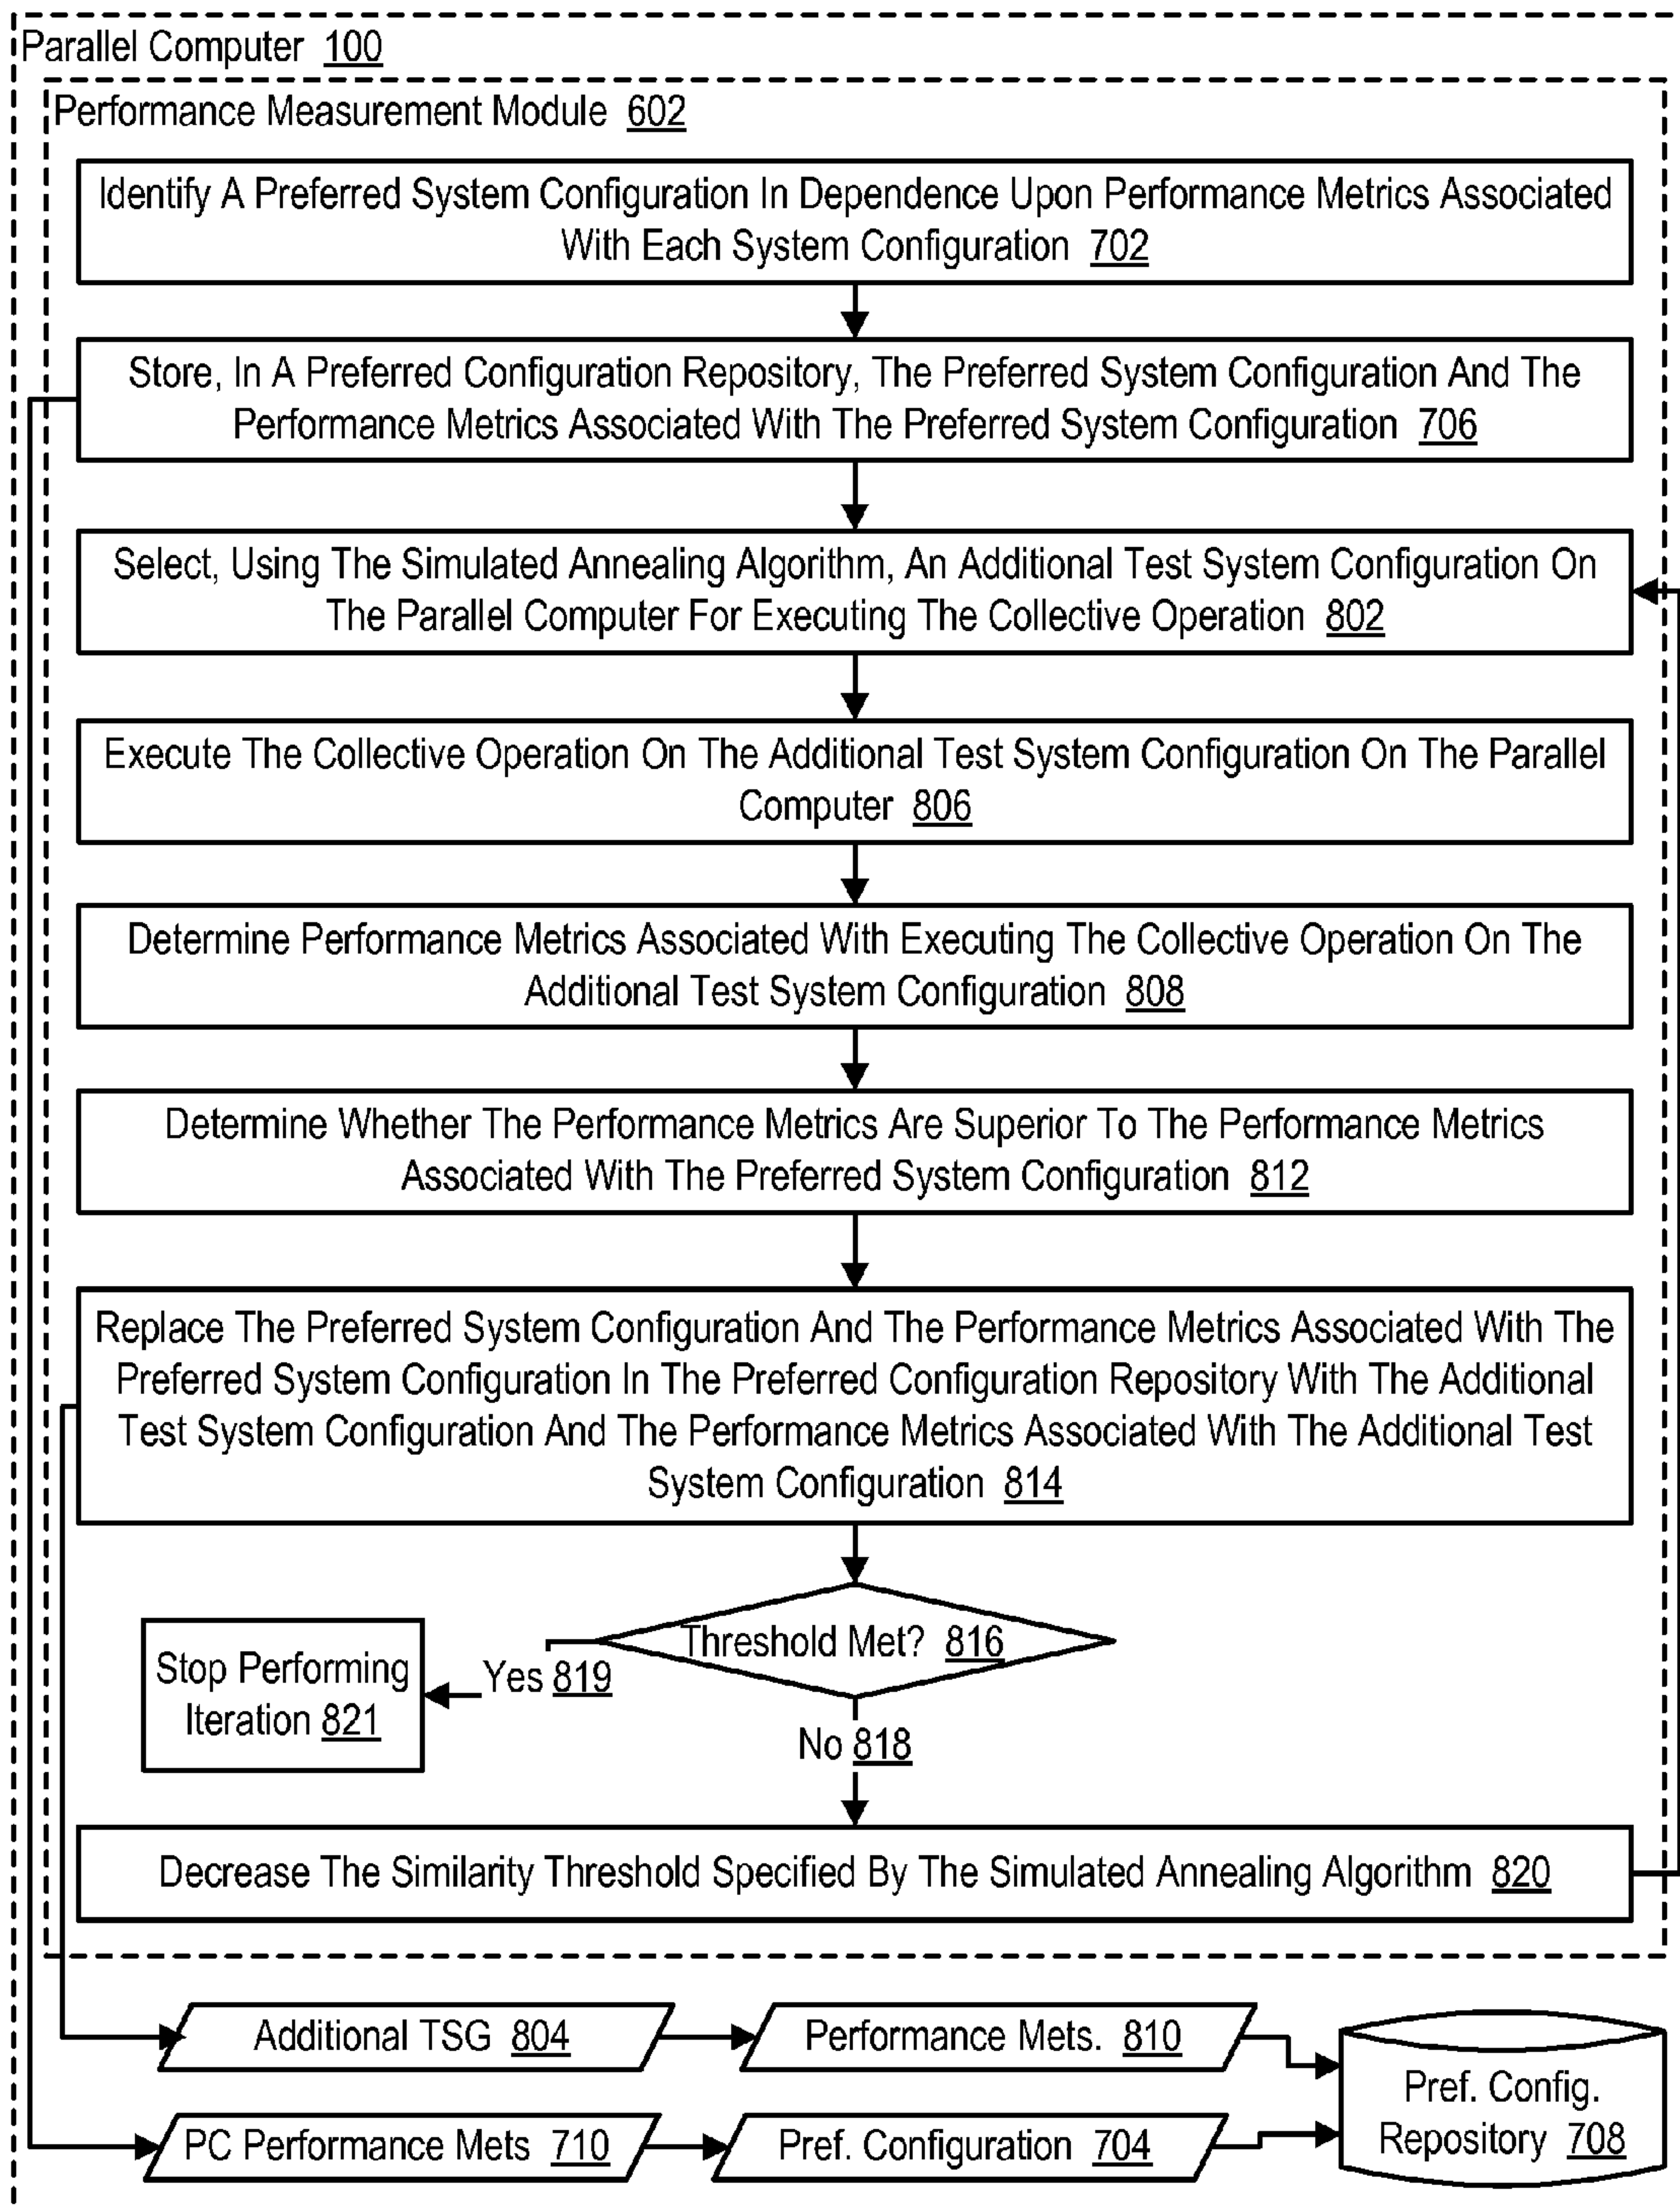 Parallel Computer 100
Performance Measurement Module 602
Identify A Preferred System Configuration In Dependence Upon Performance Metrics Associated
With Each System Configuration 702
Store, In A Preferred Configuration Repository, The Preferred System Configuration And The
Performance Metrics Associated With The Preferred System Configuration 706
Select, Using The Simulated Annealing Algorithm, An Additional Test System Configuration On
The Parallel Computer For Executing The Collective Operation 802
Execute The Collective Operation On The Additional Test System Configuration On The Parallel
Computer 806
Determine Performance Metrics Associated With Executing The Collective Operation On The
Additional Test System Configuration 808
Determine Whether The Performance Metrics Are Superior To The Performance Metrics
Associated With The Preferred System Configuration 812
Replace The Preferred System Configuration And The Performance Metrics Associated With The
Preferred System Configuration In The Preferred Configuration Repository With The Additional
Test System Configuration And The Performance Metrics Associated With The Additional Test
System Configuration 814
Threshold Met? 816
Yes 819
Stop Performing
Iteration 821
No 818
Decrease The Similarity Threshold Specified By The Simulated Annealing Algorithm 820
Additional TSG 804
Performance Mets. 810
PC Performance Mets 710
Pref. Configuration 704
Pref. Config.
Repository 708